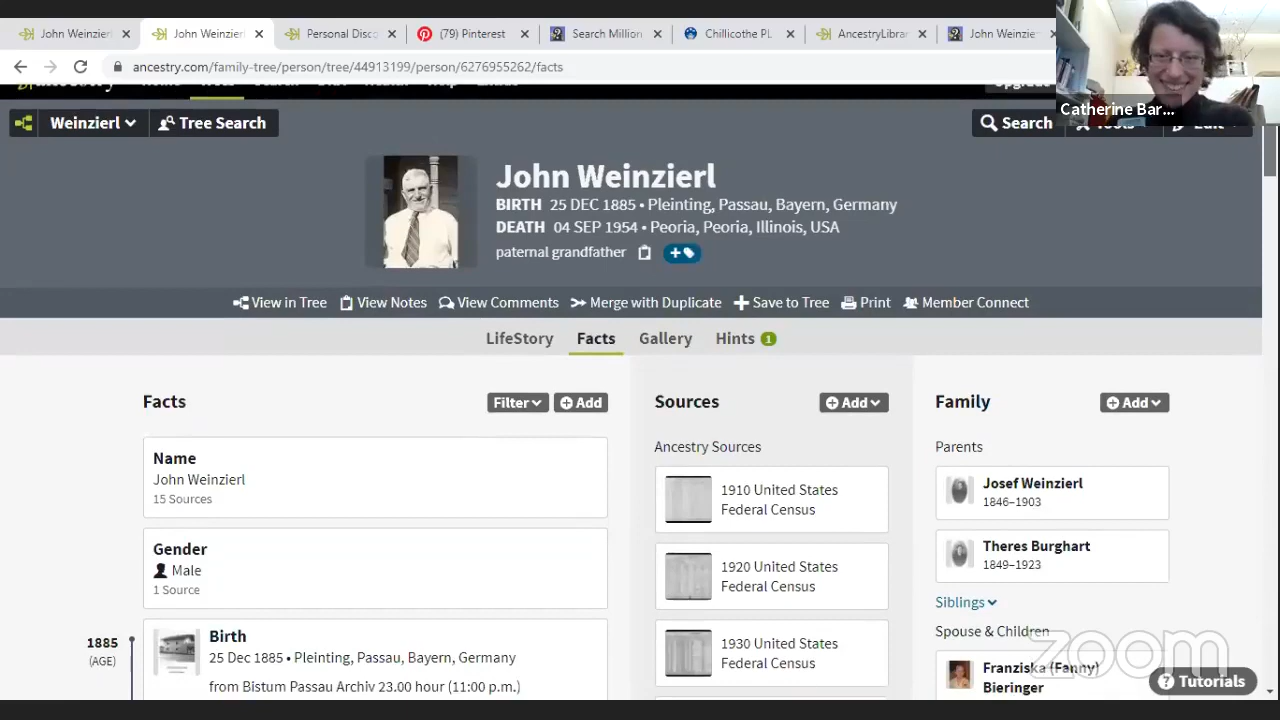 John Weinzierl
John Weinzierl
Personal Disc
(79) Pinterest
Search Million
Chillicothe PL
AncestryLibra
John Weinzie
ancestry.com/family-tree/person/tree/44913199/person/6276955262/facts
Catherine Bar...
Weinzierl
Tree Search
Search
Tools
Edit
John Weinzierl
BIRTH 25 DEC 1885 • Pleinting, Passau, Bayern, Germany
DEATH 04 SEP 1954 • Peoria, Peoria, Illinois, USA
paternal grandfather
View in Tree
View Notes
View Comments
Merge with Duplicate
Save to Tree
Print
Member Connect
LifeStory
Facts
Gallery
Hints 1
Facts
Filter
Add
Name
John Weinzierl
15 Sources
Gender
Male
1 Source
1885
(AGE)
Birth
25 Dec 1885 • Pleinting, Passau, Bayern, Germany
from Bistum Passau Archiv 23.00 hour (11:00 p.m.)
Sources
Add
Ancestry Sources
1910 United States
Federal Census
1920 United States
Federal Census
1930 United States
Federal Census
Family
Add
Parents
Josef Weinzierl
1846–1903
Theres Burghart
1849–1923
Siblings
Spouse & Children
Franziska (Fanny)
Bieringer
zoom
Tutorials